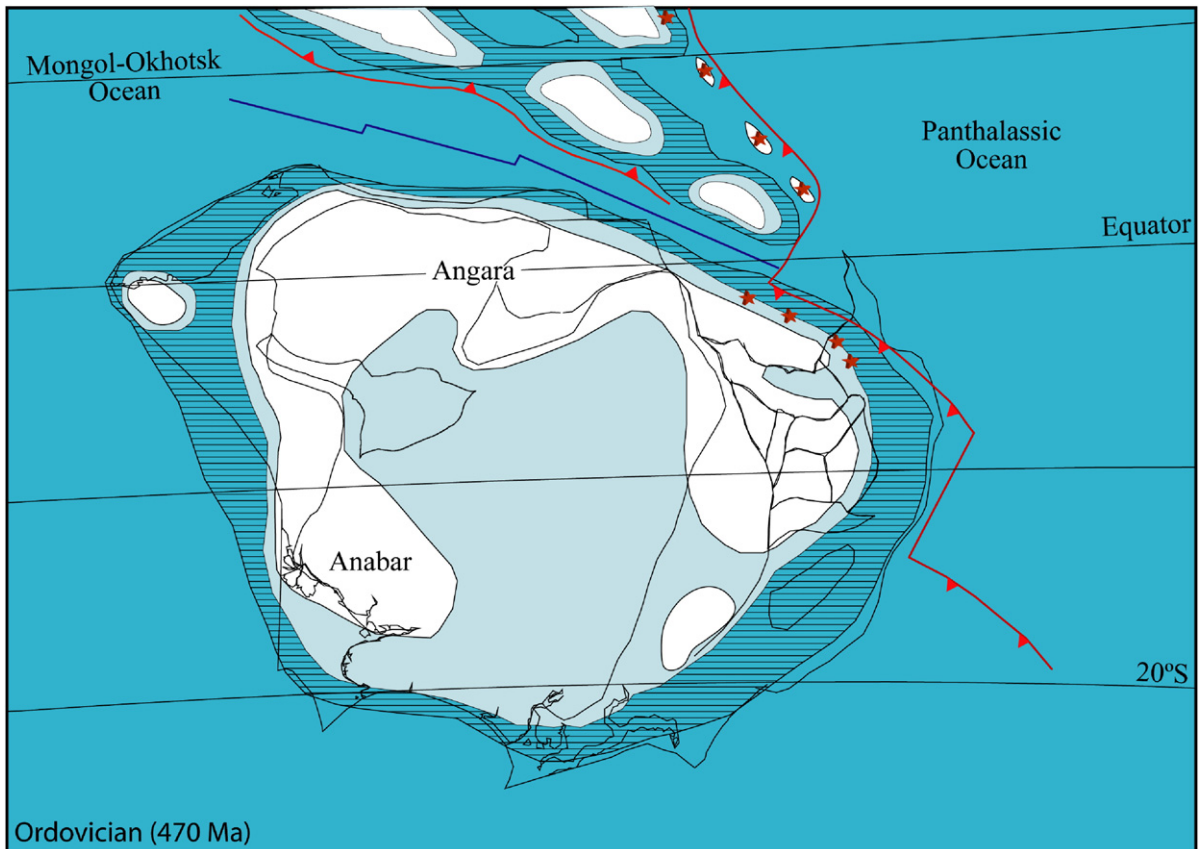 Mongol-Okhotsk
Ocean
Panthalassic
Ocean
Equator
Angara
Anabar
20ºS
Ordovician (470 Ma)